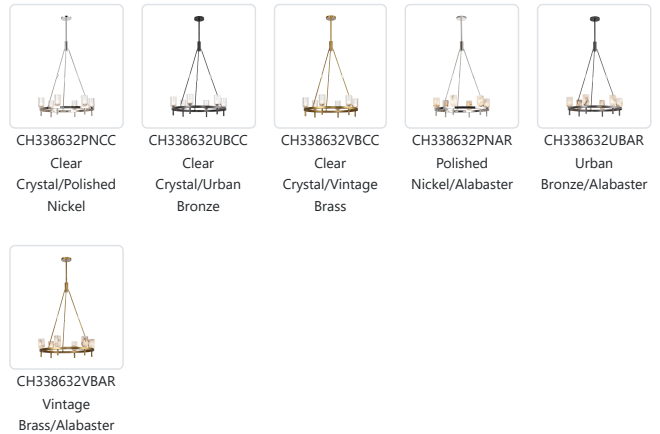 CH338632PNCC
Clear
Crystal/Polished
Nickel
CH338632UBCC
Clear
Crystal/Urban
Bronze
CH338632VBCC
Clear
Crystal/Vintage
Brass
CH338632PNAR
Polished
Nickel/Alabaster
CH338632UBAR
Urban
Bronze/Alabaster
CH338632VBAR
Vintage
Brass/Alabaster